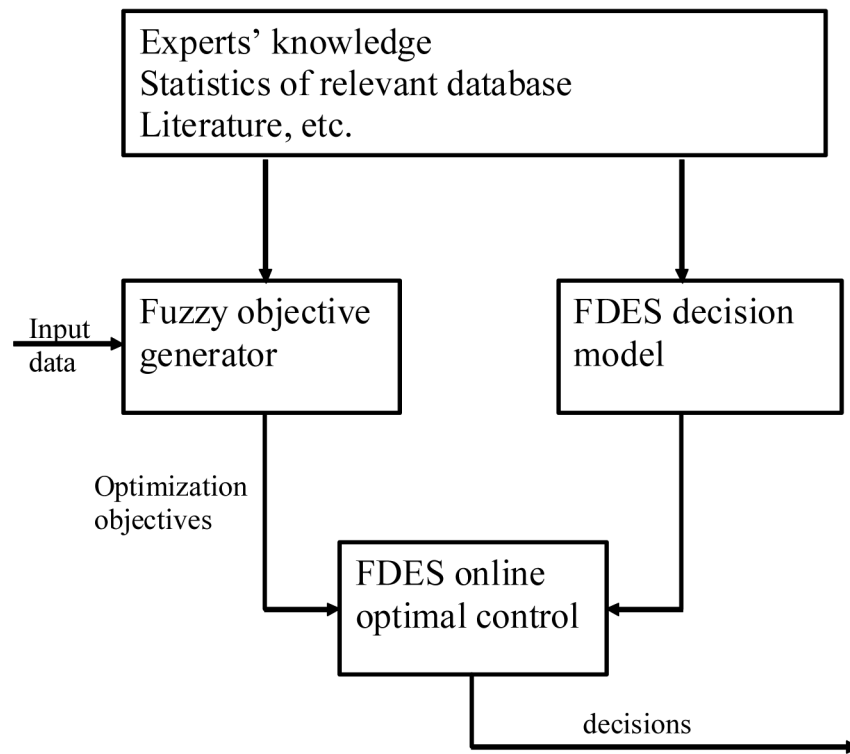 Experts’ knowledge
Statistics of relevant database
Literature, etc.
Input
data
Fuzzy objective
generator
FDES decision
model
Optimization
objectives
FDES online
optimal control
decisions